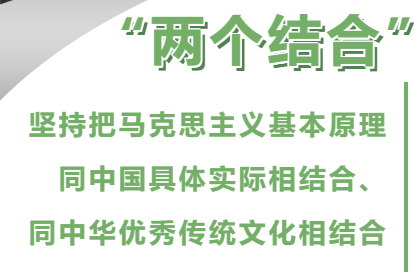 “两个结合”
坚持把马克思主义基本原理
同中国具体实际相结合、
同中华优秀传统文化相结合